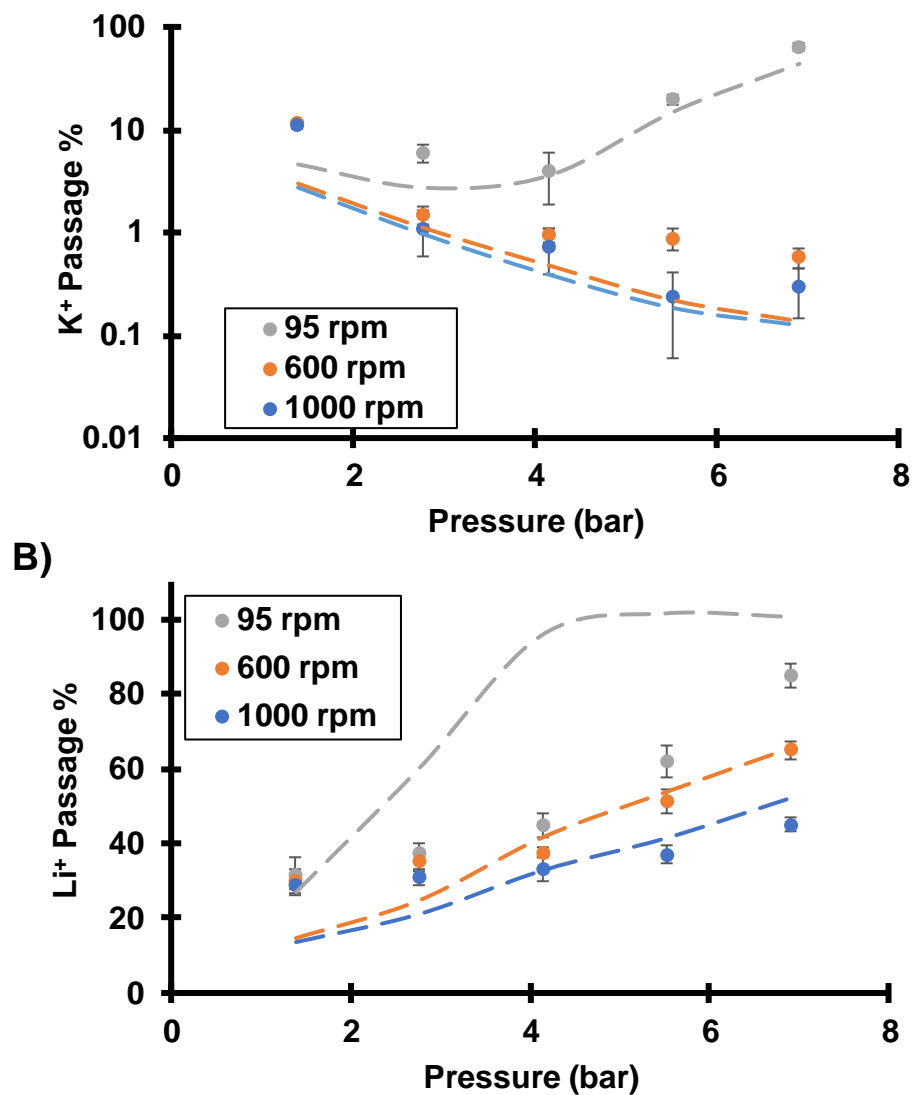 100
10
1
0.1
0.01
K⁺ Passage %
95 rpm
600 rpm
1000 rpm
0 2 4 6 8
Pressure (bar)
B)
100
80
60
40
20
0
Li⁺ Passage %
95 rpm
600 rpm
1000 rpm
0 2 4 6 8
Pressure (bar)